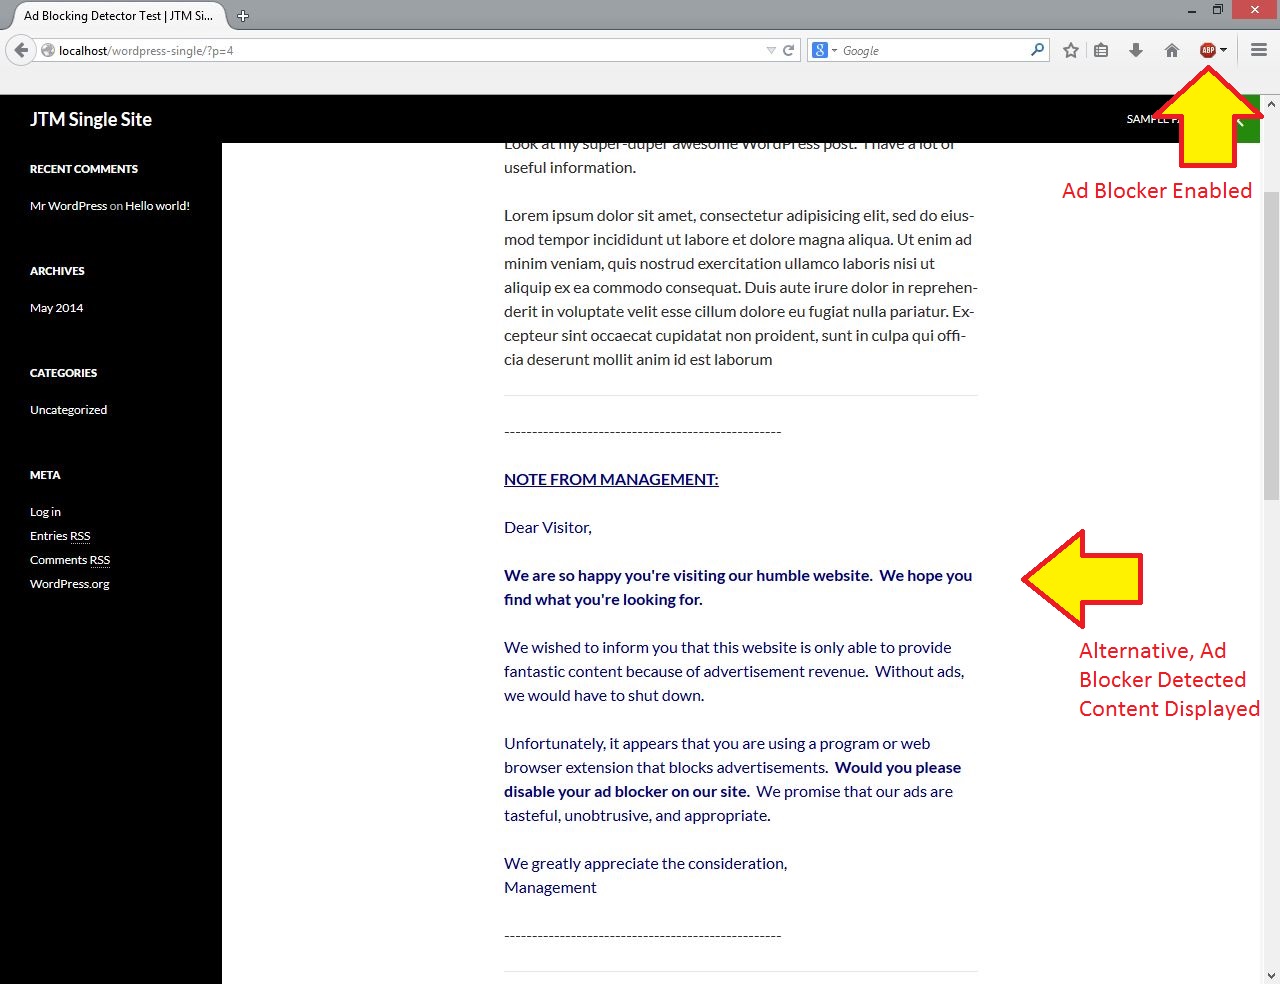 Ad Blocking Detector Test | JTM Si...
localhost/wordpress-single/?p=4
Google
ABP
JTM Single Site
SAMPLE
Ad Blocker Enabled
RECENT COMMENTS
Mr WordPress on Hello world!
ARCHIVES
May 2014
CATEGORIES
Uncategorized
META
Log in
Entries RSS
Comments RSS
WordPress.org
Look at my super-duper awesome WordPress post. I have a lot of
useful information.
Lorem ipsum dolor sit amet, consectetur adipisicing elit, sed do eius-
mod tempor incididunt ut labore et dolore magna aliqua. Ut enim ad
minim veniam, quis nostrud exercitation ullamco laboris nisi ut
aliquip ex ea commodo consequat. Duis aute irure dolor in reprehen-
derit in voluptate velit esse cillum dolore eu fugiat nulla pariatur. Ex-
cepteur sint occaecat cupidatat non proident, sunt in culpa qui offi-
cia deserunt mollit anim id est laborum
--------------------------------------------------
NOTE FROM MANAGEMENT:
Dear Visitor,
We are so happy you're visiting our humble website.  We hope you
find what you're looking for.
We wished to inform you that this website is only able to provide
fantastic content because of advertisement revenue.  Without ads,
we would have to shut down.
Unfortunately, it appears that you are using a program or web
browser extension that blocks advertisements.  Would you please
disable your ad blocker on our site.  We promise that our ads are
tasteful, unobtrusive, and appropriate.
We greatly appreciate the consideration,
Management
--------------------------------------------------
Alternative, Ad
Blocker Detected
Content Displayed